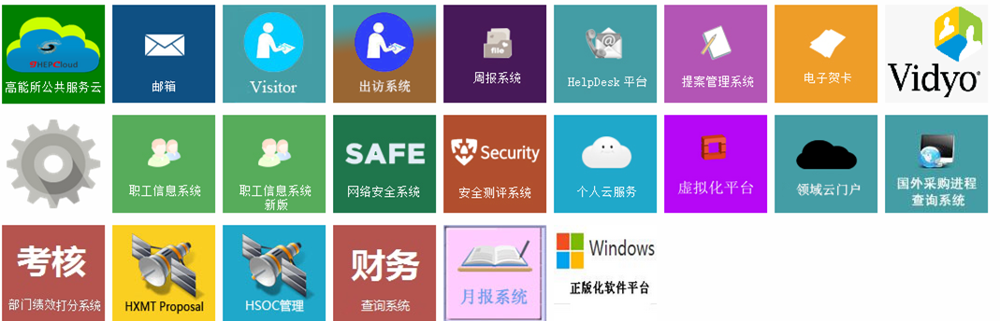 IHEPCloud
高能所公共服务云
邮箱
Visitor
出访系统
file
周报系统
HelpDesk 平台
提案管理系统
电子贺卡
Vidyo
职工信息系统
职工信息系统
新版
SAFE
网络安全系统
Security
安全测评系统
个人云服务
虚拟化平台
领域云门户
国外采购进程
查询系统
考核
部门绩效打分系统
HXMT Proposal
HSOC管理
财务
查询系统
月报系统
Windows
正版化软件平台